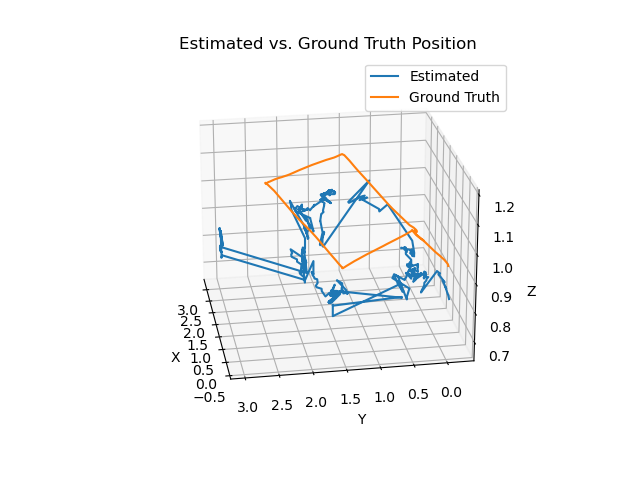 Estimated vs. Ground Truth Position
Estimated
Ground Truth
1.2
1.1
1.0
0.9
0.8
0.7
Z
3.0
2.5
2.0
1.5
1.0
0.5
0.0
−0.5
X
3.0 2.5 2.0 1.5 1.0 0.5 0.0
Y